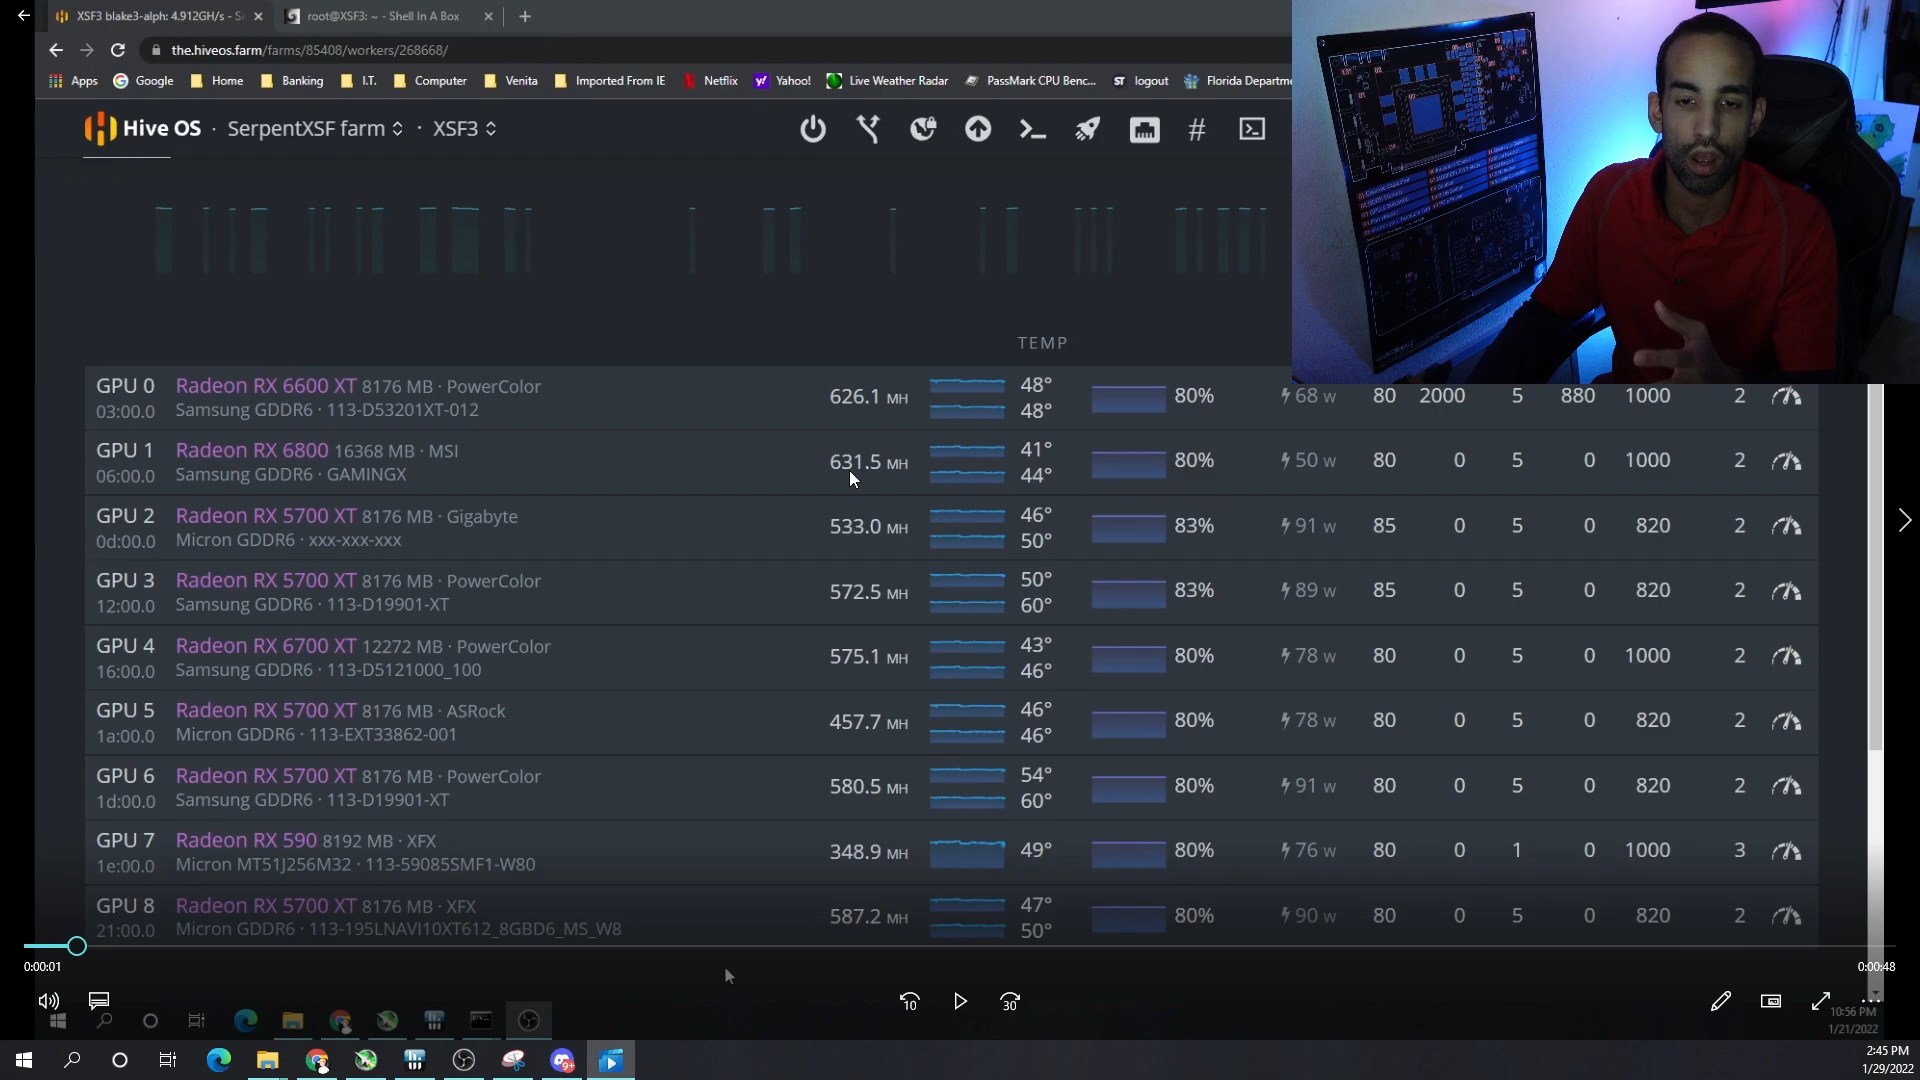 XSF3 blake3-alph: 4.912GH/s - Se
root@XSF3: ~ - Shell In A Box
the.hiveos.farm/farms/85408/workers/268668/
Apps
Google
Home
Banking
I.T.
Computer
Venita
Imported From IE
Netflix
Yahoo!
Live Weather Radar
PassMark CPU Benc...
ST logout
Florida Departme
Hive OS · SerpentXSF farm · XSF3
TEMP
GPU 0 Radeon RX 6600 XT 8176 MB · PowerColor 626.1 MH 48° 80% 68 W 80 2000 5 880 1000 2
03:00.0 Samsung GDDR6 · 113-D53201XT-012 48°
GPU 1 Radeon RX 6800 16368 MB · MSI 631.5 MH 41° 80% 50 W 80 0 5 0 1000 2
06:00.0 Samsung GDDR6 · GAMINGX 44°
GPU 2 Radeon RX 5700 XT 8176 MB · Gigabyte 533.0 MH 46° 83% 91 W 85 0 5 0 820 2
0d:00.0 Micron GDDR6 · xxx-xxx-xxx 50°
GPU 3 Radeon RX 5700 XT 8176 MB · PowerColor 572.5 MH 50° 83% 89 W 85 0 5 0 820 2
12:00.0 Samsung GDDR6 · 113-D19901-XT 60°
GPU 4 Radeon RX 6700 XT 12272 MB · PowerColor 575.1 MH 43° 80% 78 W 80 0 5 0 1000 2
16:00.0 Samsung GDDR6 · 113-D5121000_100 46°
GPU 5 Radeon RX 5700 XT 8176 MB · ASRock 457.7 MH 46° 80% 78 W 80 0 5 0 820 2
1a:00.0 Micron GDDR6 · 113-EXT33862-001 46°
GPU 6 Radeon RX 5700 XT 8176 MB · PowerColor 580.5 MH 54° 80% 91 W 80 0 5 0 820 2
1d:00.0 Samsung GDDR6 · 113-D19901-XT 60°
GPU 7 Radeon RX 590 8192 MB · XFX 348.9 MH 49° 80% 76 W 80 0 1 0 1000 3
1e:00.0 Micron MT51J256M32 · 113-59085SMF1-W80
GPU 8 Radeon RX 5700 XT 8176 MB · XFX 587.2 MH 47° 80% 90 W 80 0 5 0 820 2
21:00.0 Micron GDDR6 · 113-195LNAVI10XT612_8GBD6_MS_W8 50°
0:00:01
0:00:48
10
30
10:56 PM
1/21/2022
9+
2:45 PM
1/29/2022